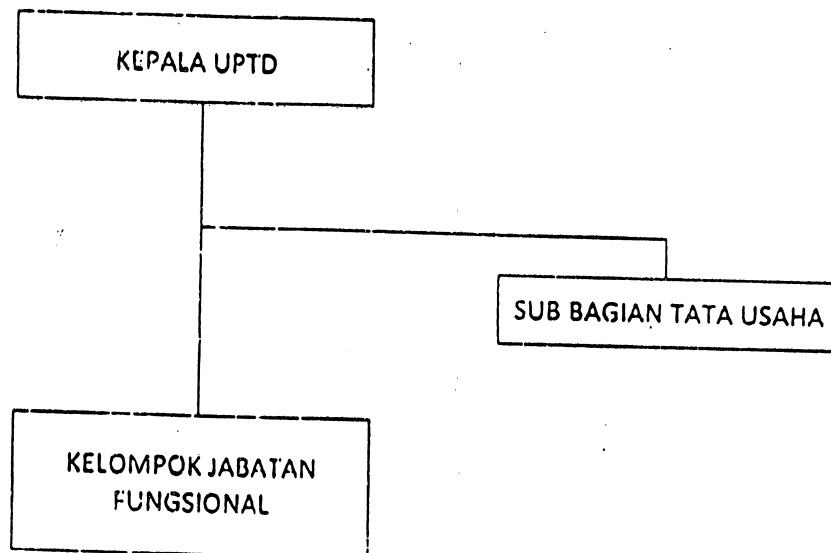 KEPALA UPTD
SUB BAGIAN TATA USAHA
KELOMPOK JABATAN
FUNGSIONAL